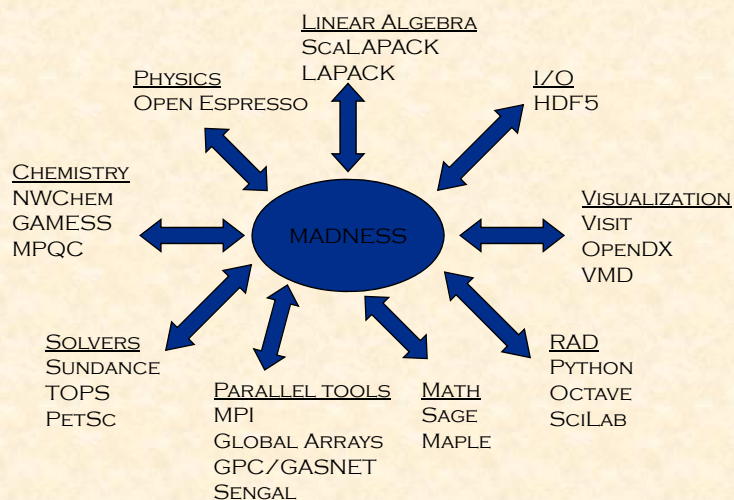 Linear Algebra
ScaLAPACK
LAPACK
Physics
Open Espresso
I/O
HDF5
Chemistry
NWChem
GAMESS
MPQC
MADNESS
Visualization
Visit
OpenDX
VMD
Solvers
Sundance
TOPS
PetSc
Parallel tools
MPI
Global Arrays
GPC/GASNET
Sengal
Math
Sage
Maple
RAD
Python
Octave
SciLab